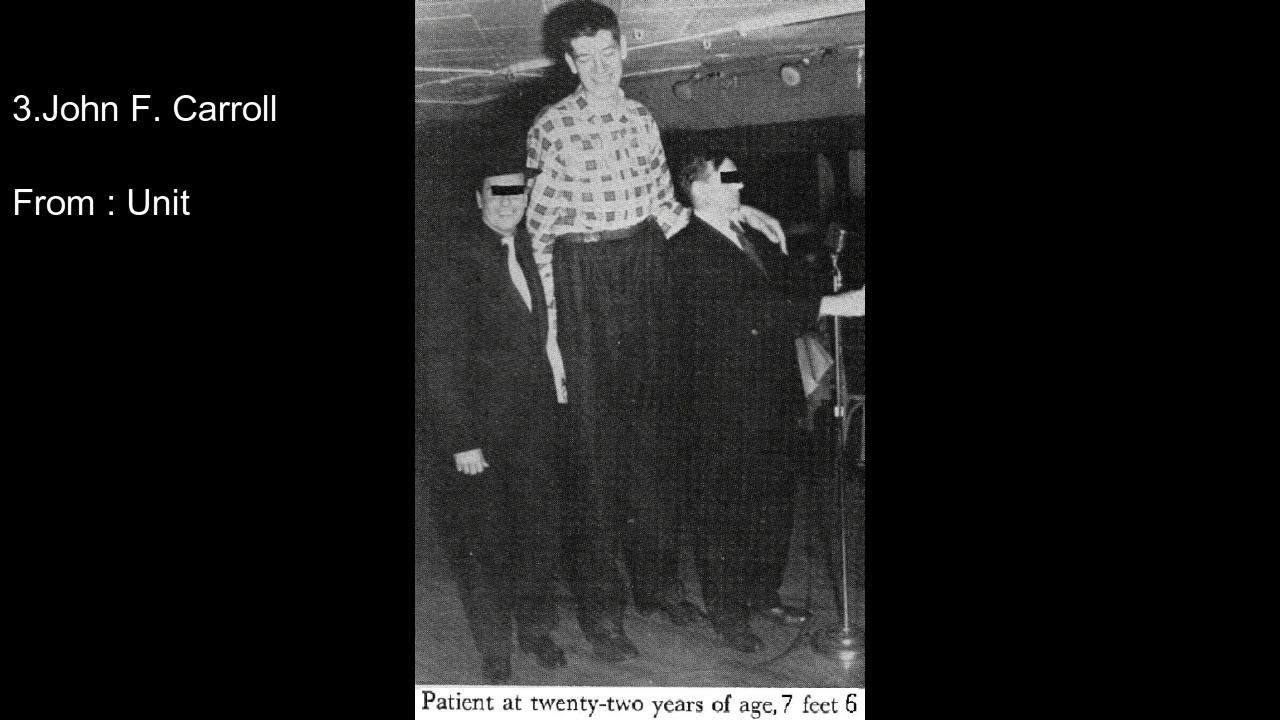 3.John F. Carroll
From : Unit
Patient at twenty-two years of age, 7 feet 6